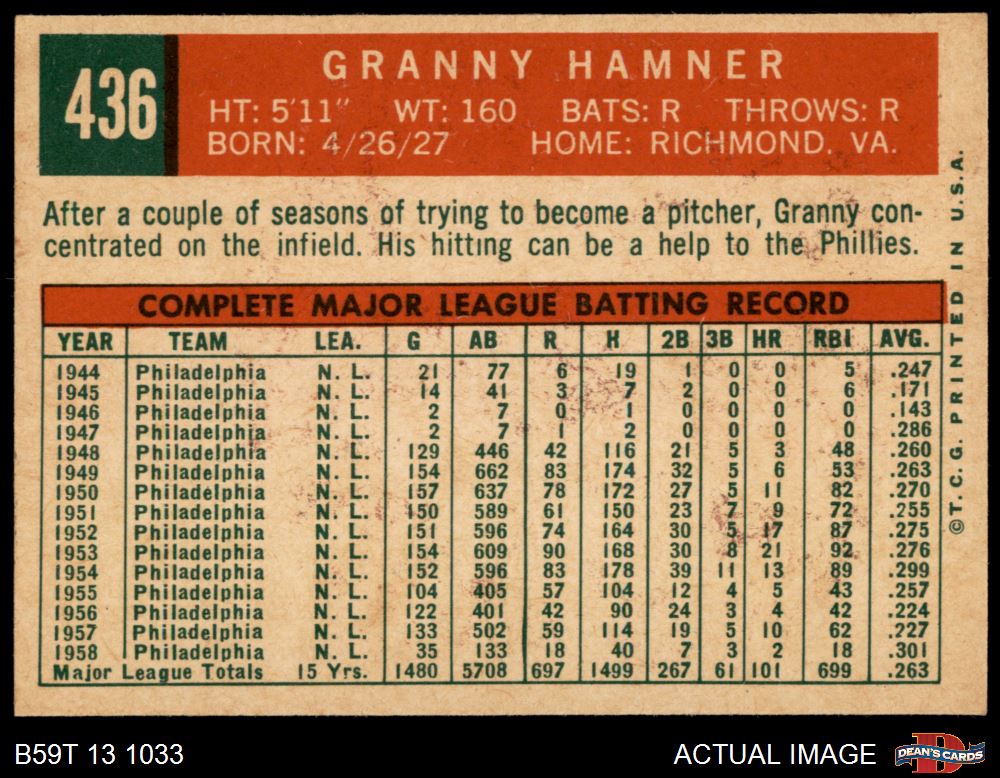 436
GRANNY HAMNER
HT: 5'11" WT: 160 BATS: R THROWS: R
BORN: 4/26/27 HOME: RICHMOND, VA.
After a couple of seasons of trying to become a pitcher, Granny con-
centrated on the infield. His hitting can be a help to the Phillies.
COMPLETE MAJOR LEAGUE BATTING RECORD
YEAR TEAM LEA. G AB R H 2B 3B HR RBI AVG.
1944 Philadelphia N. L. 21 77 6 19 1 0 0 5 .247
1945 Philadelphia N. L. 14 41 3 7 2 0 0 6 .171
1946 Philadelphia N. L. 2 7 0 1 0 0 0 0 .143
1947 Philadelphia N. L. 2 7 1 2 0 0 0 0 .286
1948 Philadelphia N. L. 129 446 42 116 21 5 3 48 .260
1949 Philadelphia N. L. 154 662 83 174 32 5 6 53 .263
1950 Philadelphia N. L. 157 637 78 172 27 5 11 82 .270
1951 Philadelphia N. L. 150 589 61 150 23 7 9 72 .255
1952 Philadelphia N. L. 151 596 74 164 30 5 17 87 .275
1953 Philadelphia N. L. 154 609 90 168 30 8 21 92 .276
1954 Philadelphia N. L. 152 596 83 178 39 11 13 89 .299
1955 Philadelphia N. L. 104 405 57 104 12 4 5 43 .257
1956 Philadelphia N. L. 122 401 42 90 24 3 4 42 .224
1957 Philadelphia N. L. 133 502 59 114 19 5 10 62 .227
1958 Philadelphia N. L. 35 133 18 40 7 3 2 18 .301
Major League Totals 15 Yrs. 1480 5708 697 1499 267 61 101 699 .263
©T.C.G. PRINTED IN U.S.A.
B59T 13 1033
ACTUAL IMAGE
DEAN'S CARDS